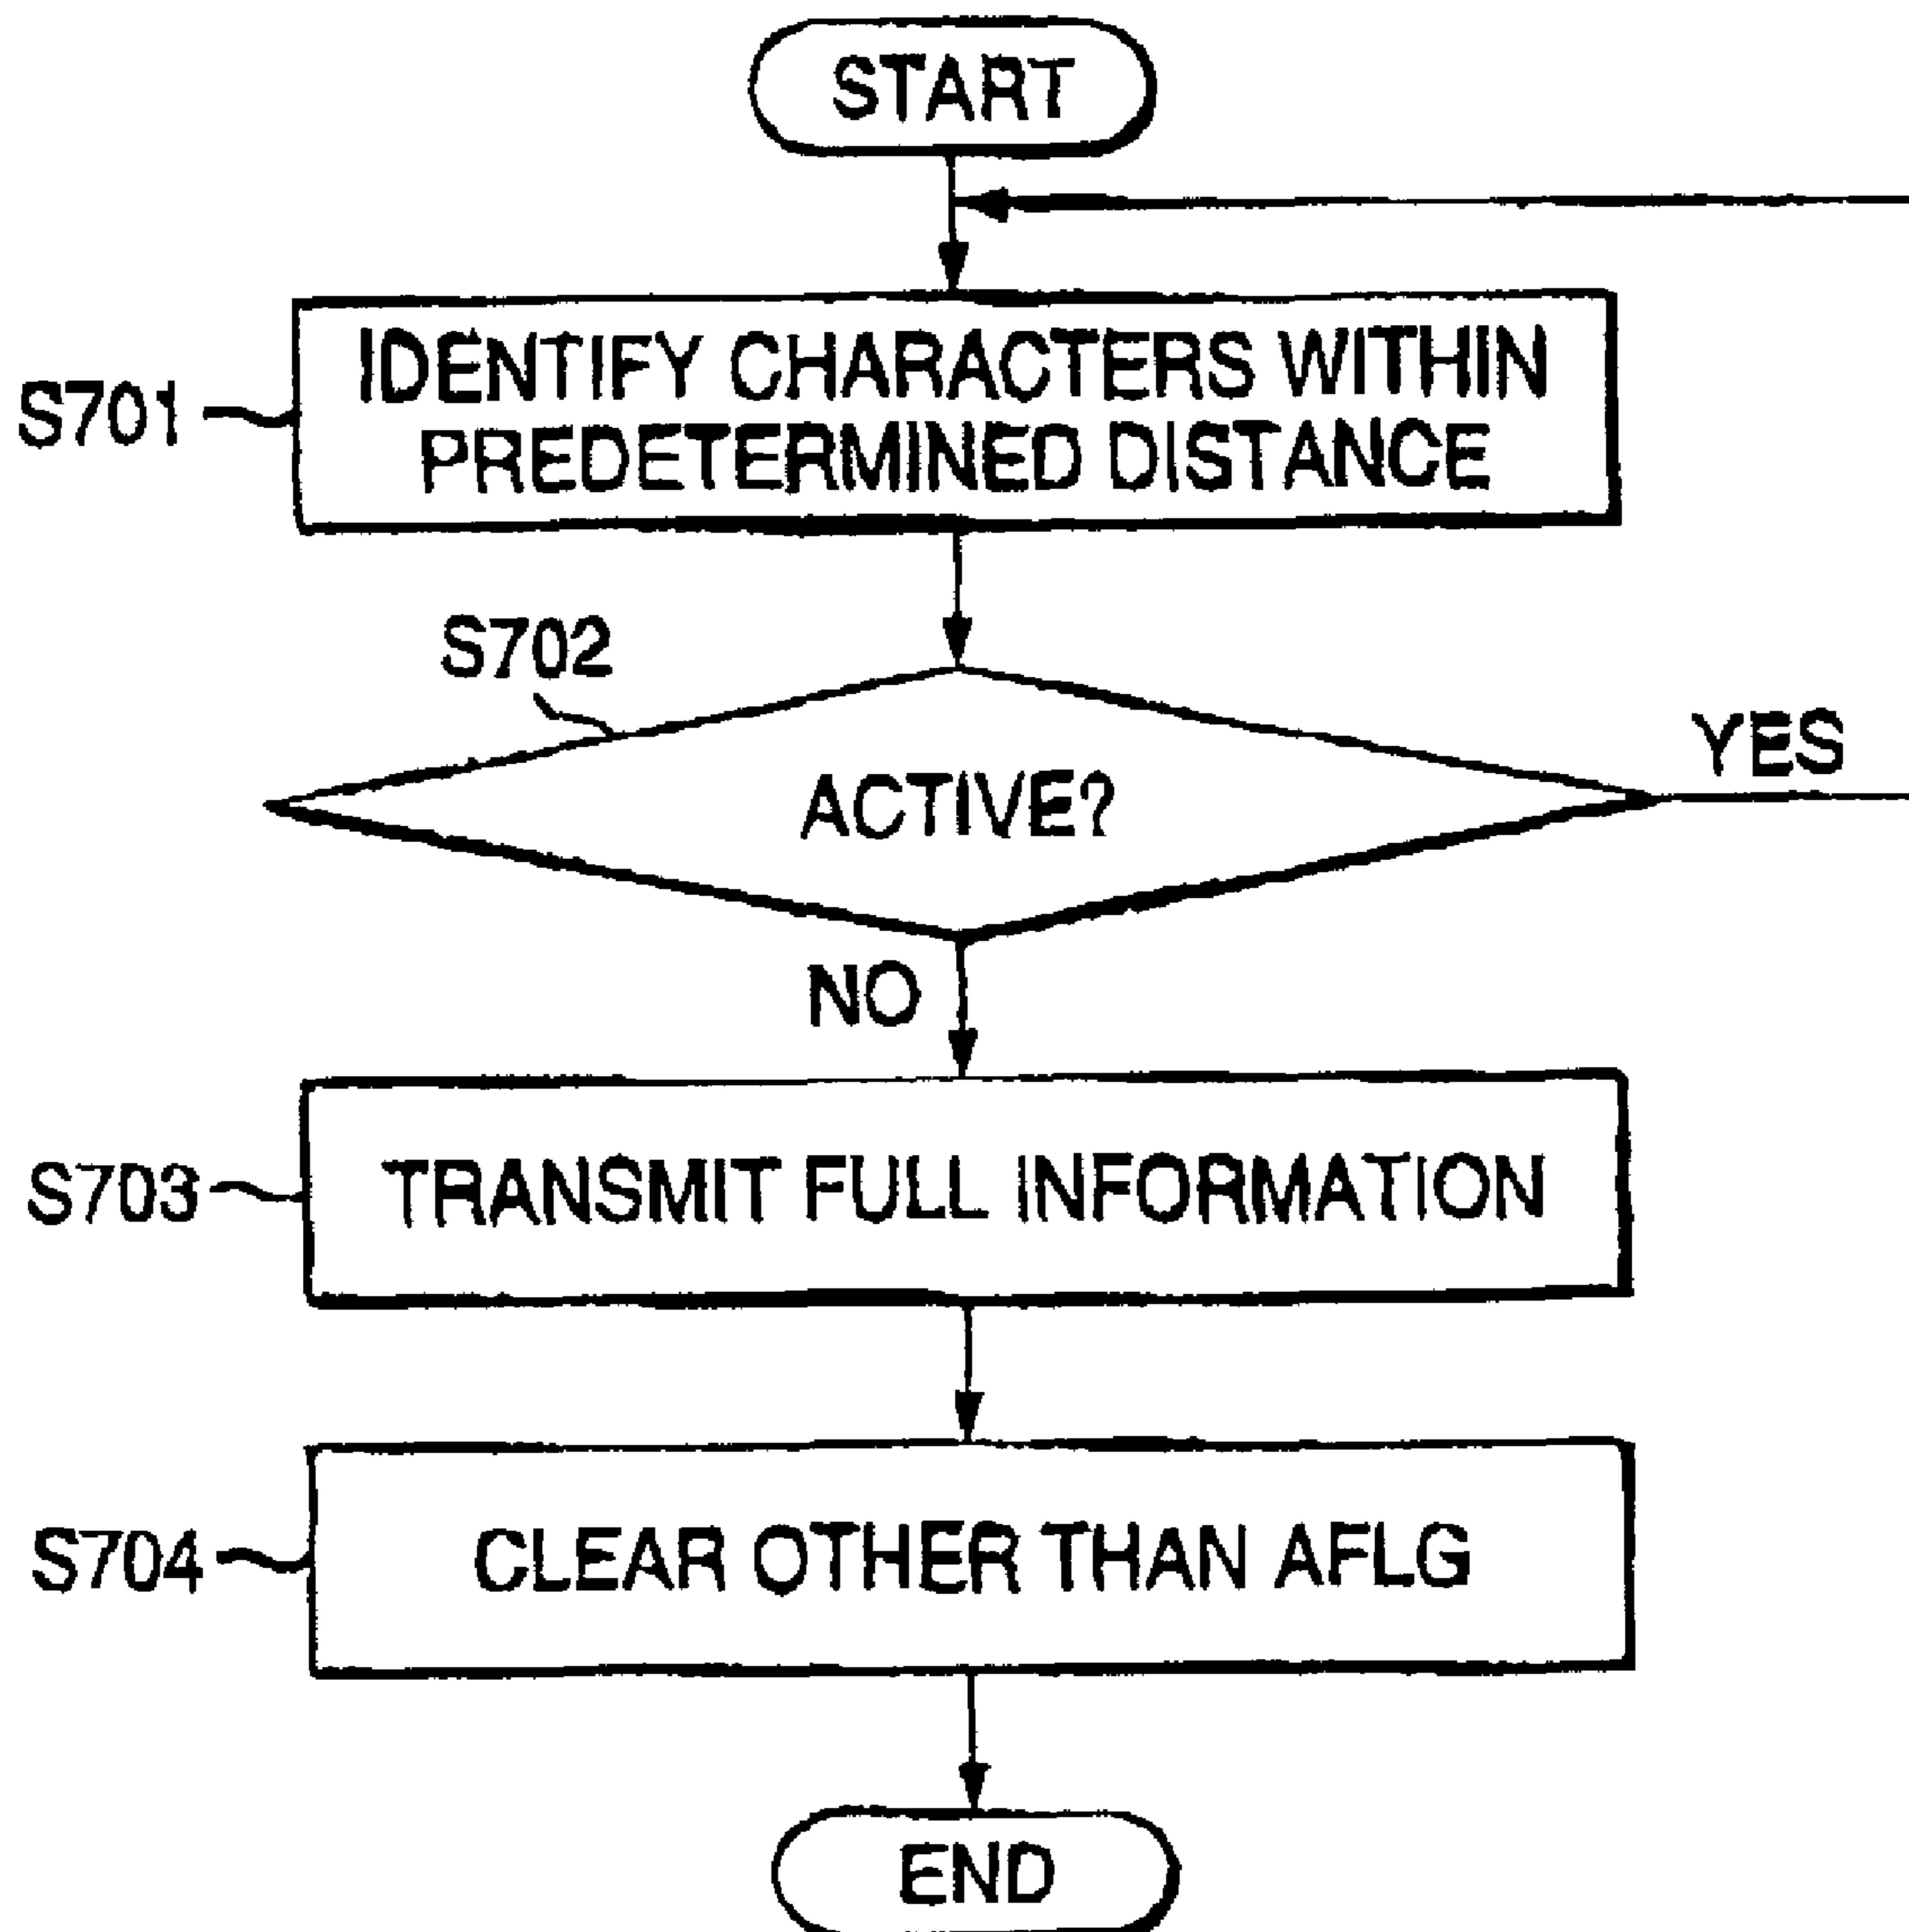 START
S701
IDENTIFY CHARACTERS WITHIN
PREDETERMINED DISTANCE
S702
ACTIVE?
YES
NO
S703
TRANSMIT FULL INFORMATION
S704
CLEAR OTHER THAN AFLG
END